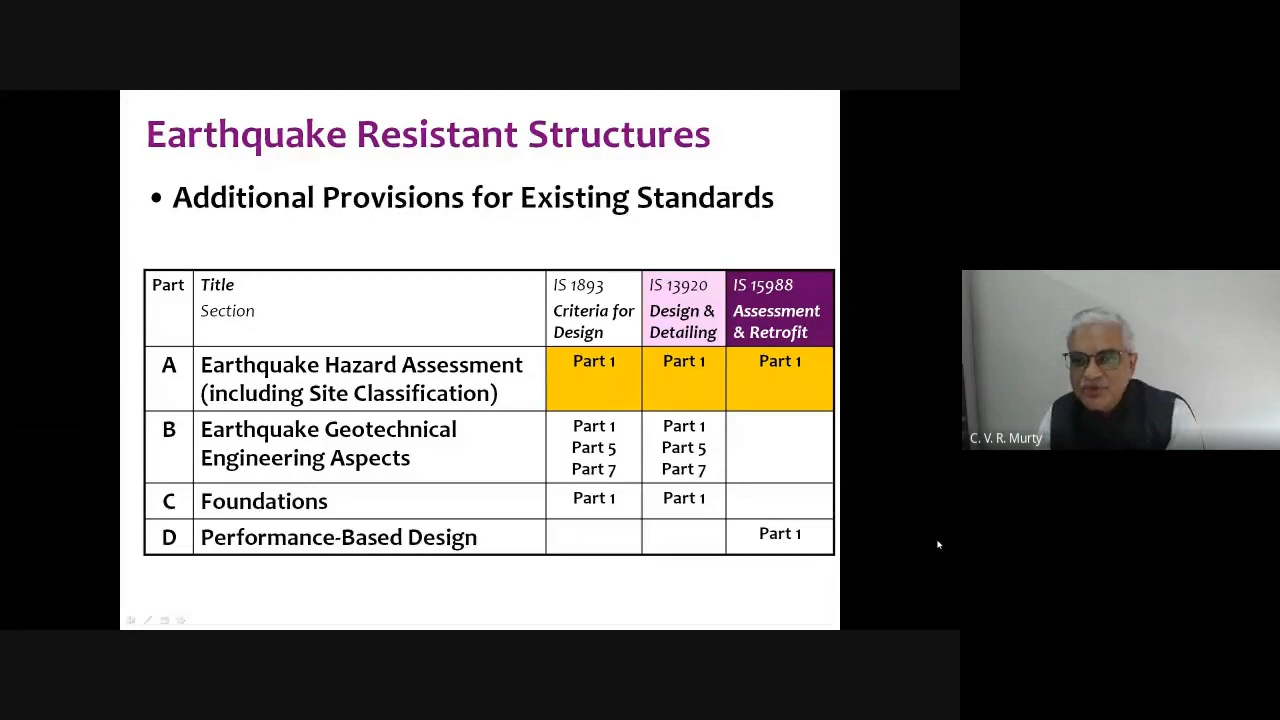 Earthquake Resistant Structures
• Additional Provisions for Existing Standards
Part Title IS 1893 IS 13920 IS 15988
Section Criteria for Design & Assessment
Design Detailing & Retrofit
A Earthquake Hazard Assessment Part 1 Part 1 Part 1
(including Site Classification)
B Earthquake Geotechnical Part 1 Part 1
Engineering Aspects Part 5 Part 5
Part 7 Part 7
C Foundations Part 1 Part 1
D Performance-Based Design Part 1
C. V. R. Murty